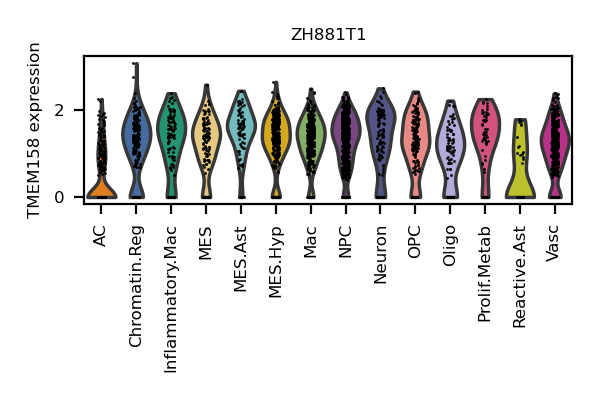 ZH881T1
TMEM158 expression
2
0
AC
Chromatin.Reg
Inflammatory.Mac
MES
MES.Ast
MES.Hyp
Mac
NPC
Neuron
OPC
Oligo
Prolif.Metab
Reactive.Ast
Vasc